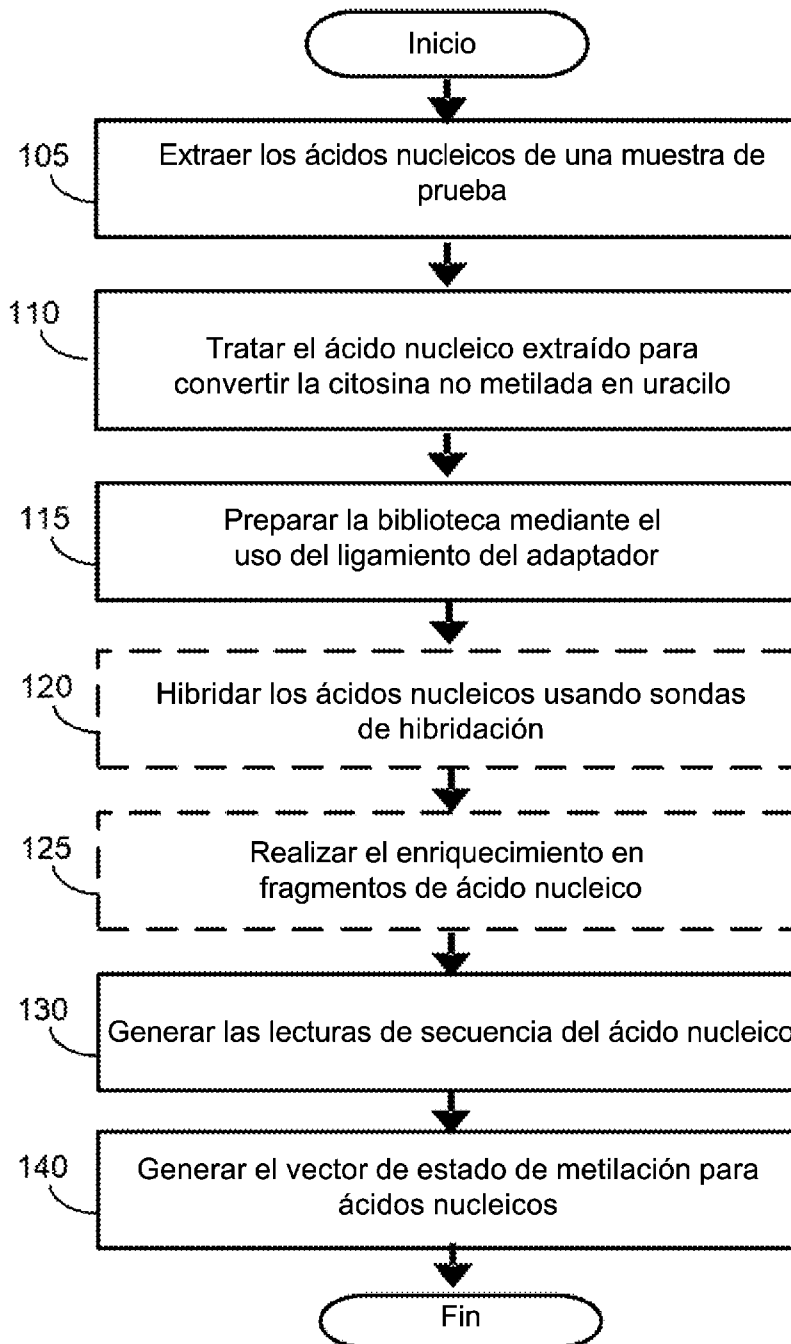 Inicio
105
Extraer los ácidos nucleicos de una muestra de
prueba
110
Tratar el ácido nucleico extraído para
convertir la citosina no metilada en uracilo
115
Preparar la biblioteca mediante el
uso del ligamiento del adaptador
120
Hibridar los ácidos nucleicos usando sondas
de hibridación
125
Realizar el enriquecimiento en
fragmentos de ácido nucleico
130
Generar las lecturas de secuencia del ácido nucleico
140
Generar el vector de estado de metilación para
ácidos nucleicos
Fin